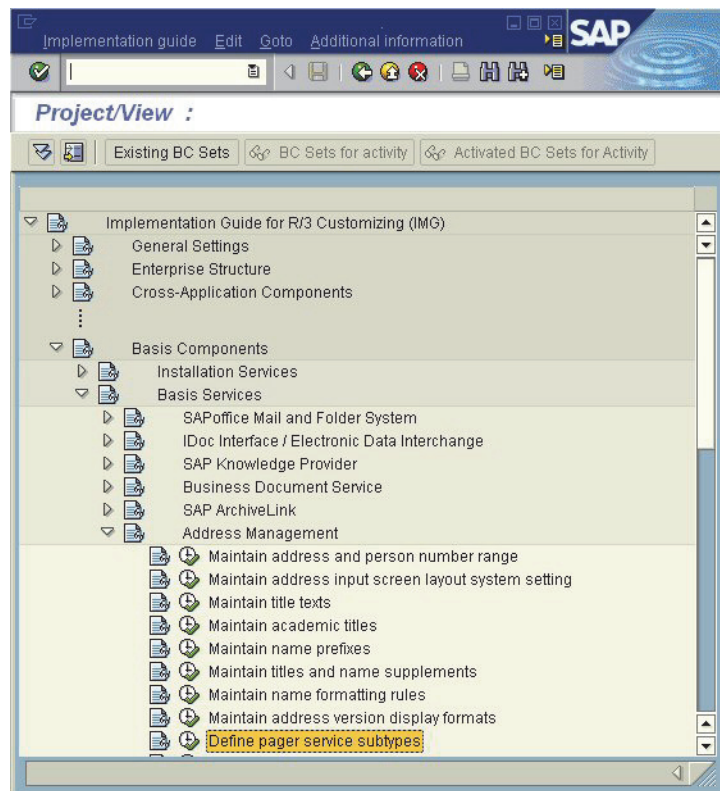 Implementation guide Edit Goto Additional information
SAP
Project/View :
Existing BC Sets BC Sets for activity Activated BC Sets for Activity
Implementation Guide for R/3 Customizing (IMG)
General Settings
Enterprise Structure
Cross-Application Components
Basis Components
Installation Services
Basis Services
SAPoffice Mail and Folder System
IDoc Interface / Electronic Data Interchange
SAP Knowledge Provider
Business Document Service
SAP ArchiveLink
Address Management
Maintain address and person number range
Maintain address input screen layout system setting
Maintain title texts
Maintain academic titles
Maintain name prefixes
Maintain titles and name supplements
Maintain name formatting rules
Maintain address version display formats
Define pager service subtypes